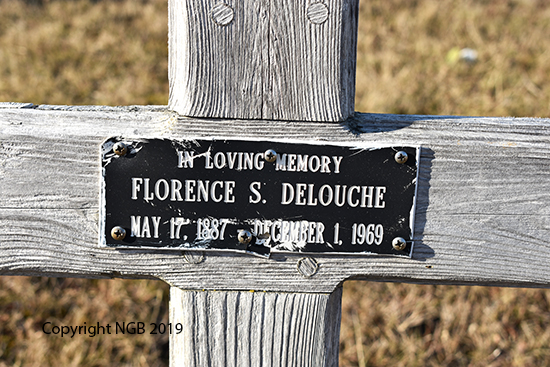 IN LOVING MEMORY
FLORENCE S. DELOUCHE
MAY 17, 1887 DECEMBER 1, 1969
Copyright NGB 2019